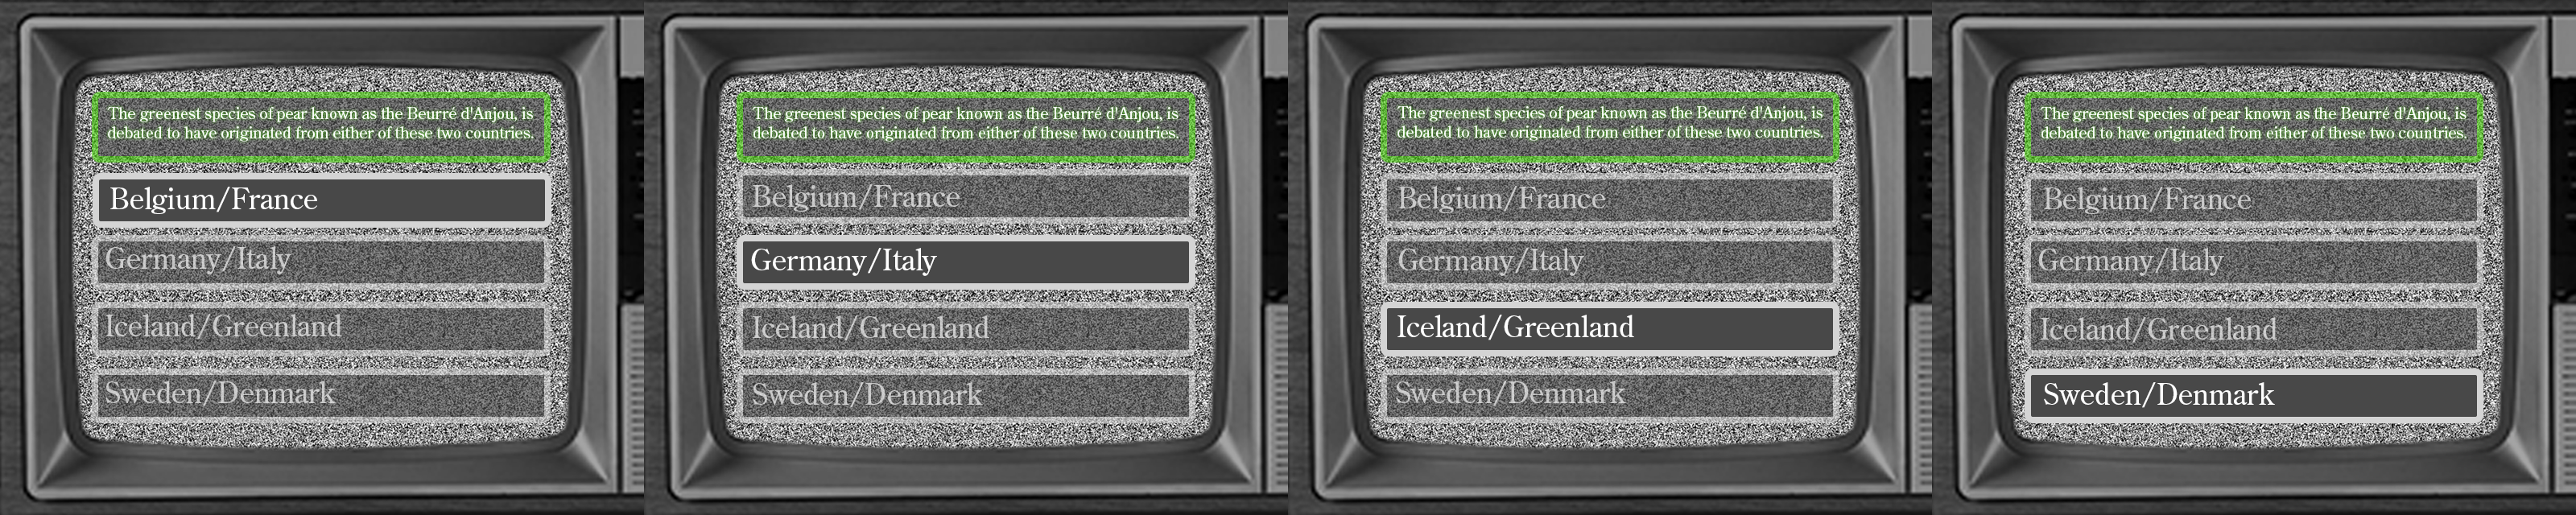 The greenest species of pear known as the Beurré d'Anjou, is
debated to have originated from either of these two countries.
Belgium/France
Germany/Italy
Iceland/Greenland
Sweden/Denmark
The greenest species of pear known as the Beurré d'Anjou, is
debated to have originated from either of these two countries.
Belgium/France
Germany/Italy
Iceland/Greenland
Sweden/Denmark
The greenest species of pear known as the Beurré d'Anjou, is
debated to have originated from either of these two countries.
Belgium/France
Germany/Italy
Iceland/Greenland
Sweden/Denmark
The greenest species of pear known as the Beurré d'Anjou, is
debated to have originated from either of these two countries.
Belgium/France
Germany/Italy
Iceland/Greenland
Sweden/Denmark